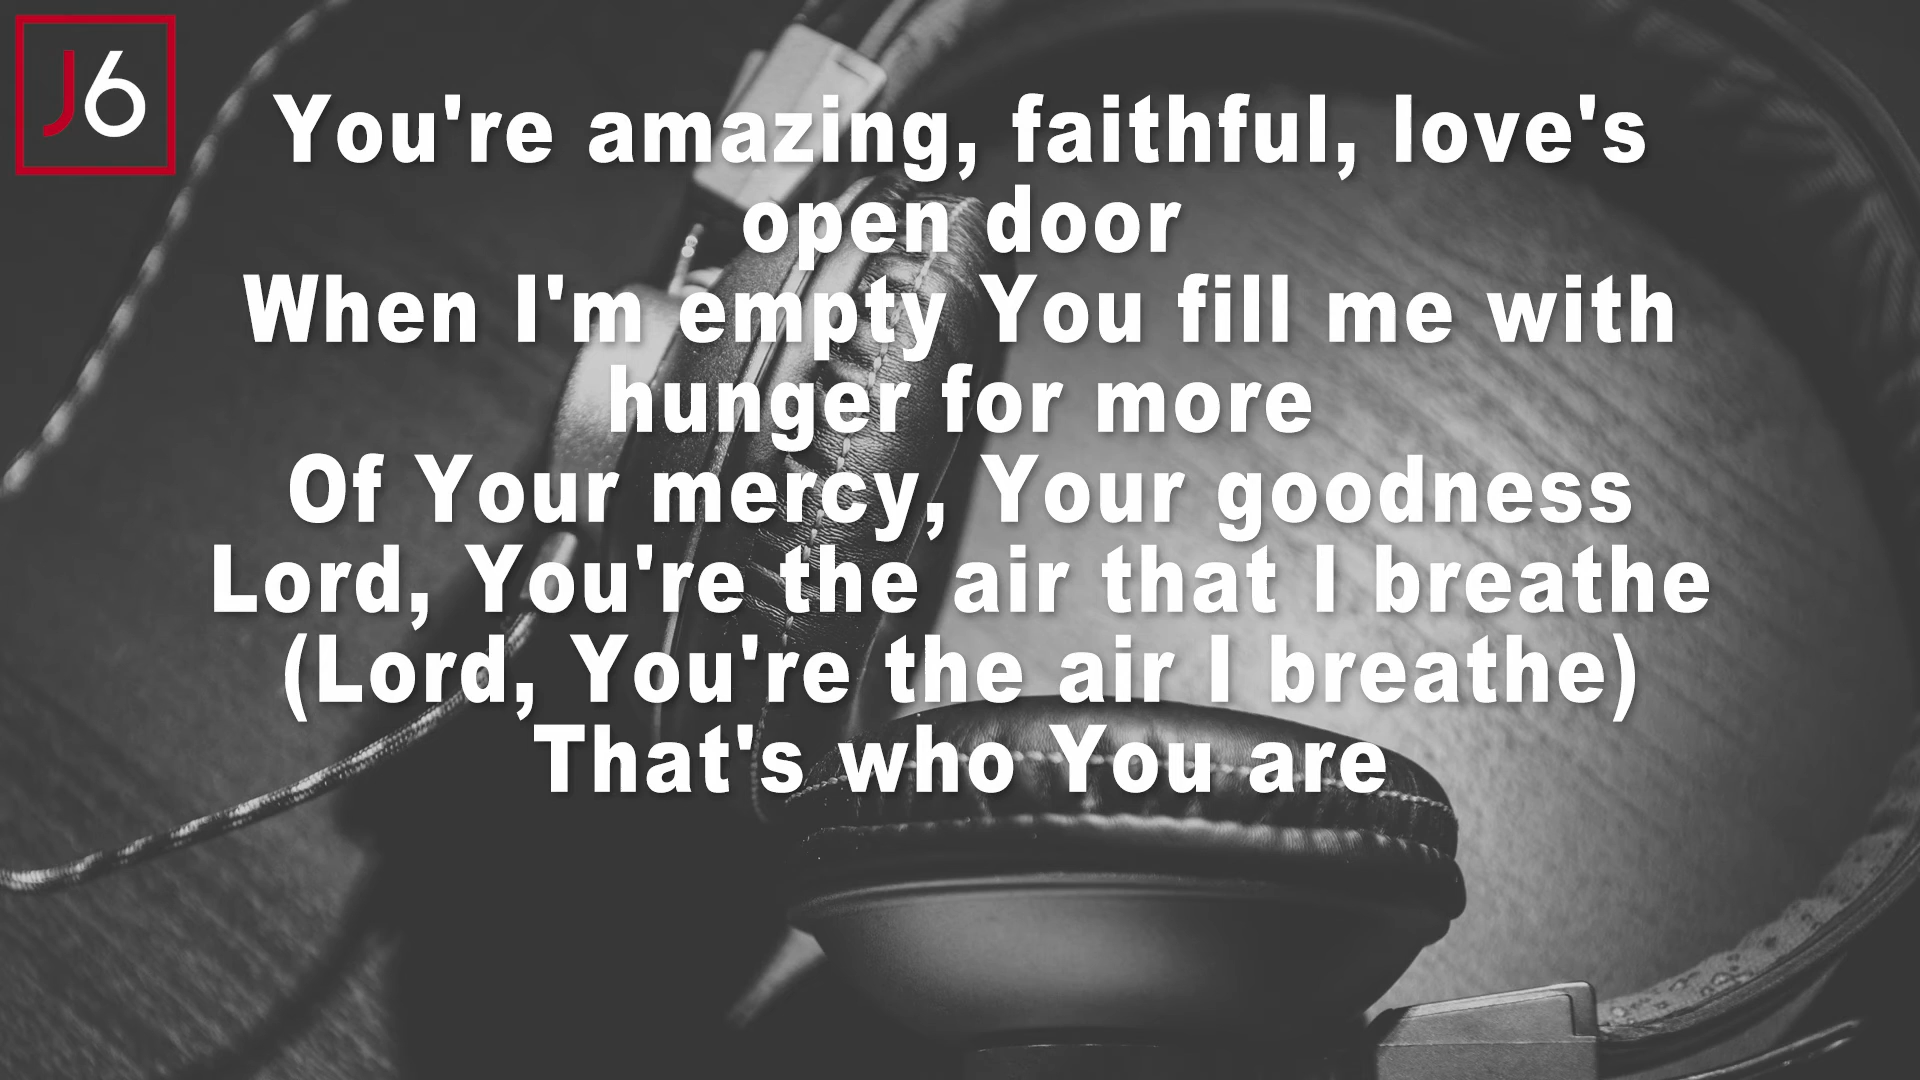 J6
You're amazing, faithful, love's
open door
When I'm empty You fill me with
hunger for more
Of Your mercy, Your goodness
Lord, You're the air that I breathe
(Lord, You're the air I breathe)
That's who You are